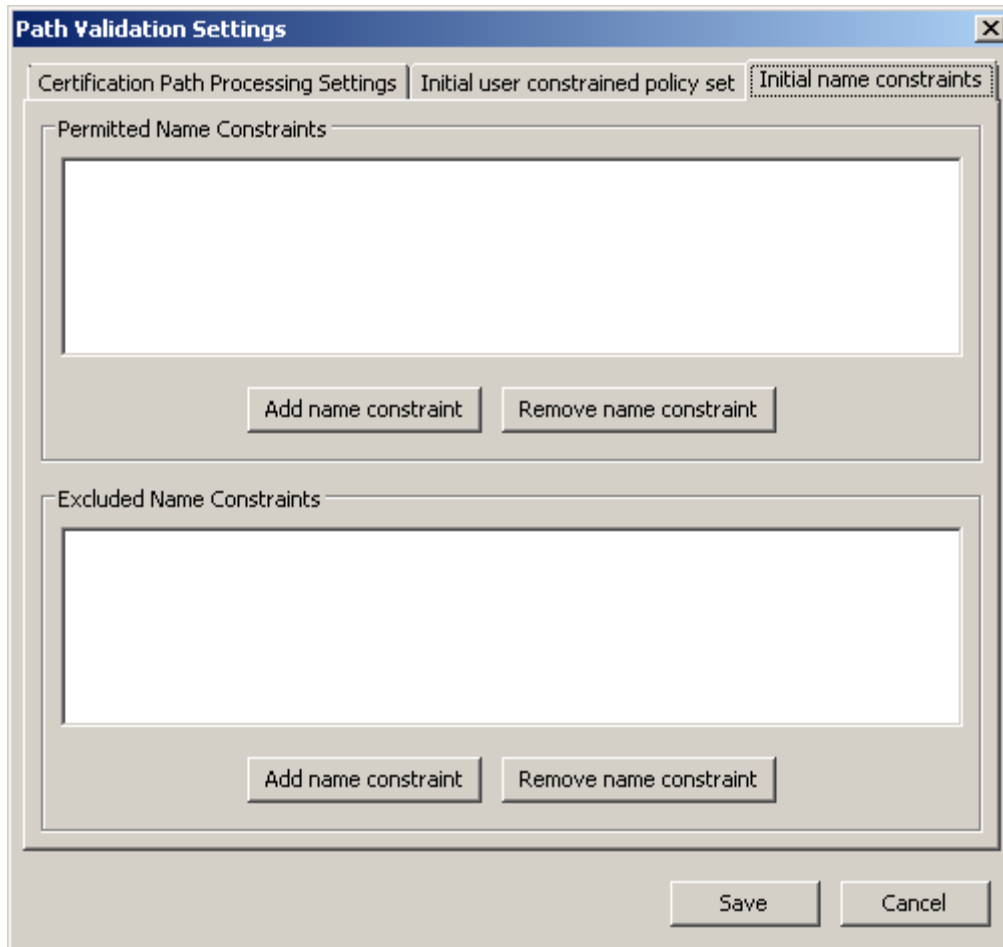 Path Validation Settings
Certification Path Processing Settings Initial user constrained policy set Initial name constraints
Permitted Name Constraints
Add name constraint Remove name constraint
Excluded Name Constraints
Add name constraint Remove name constraint
Save Cancel